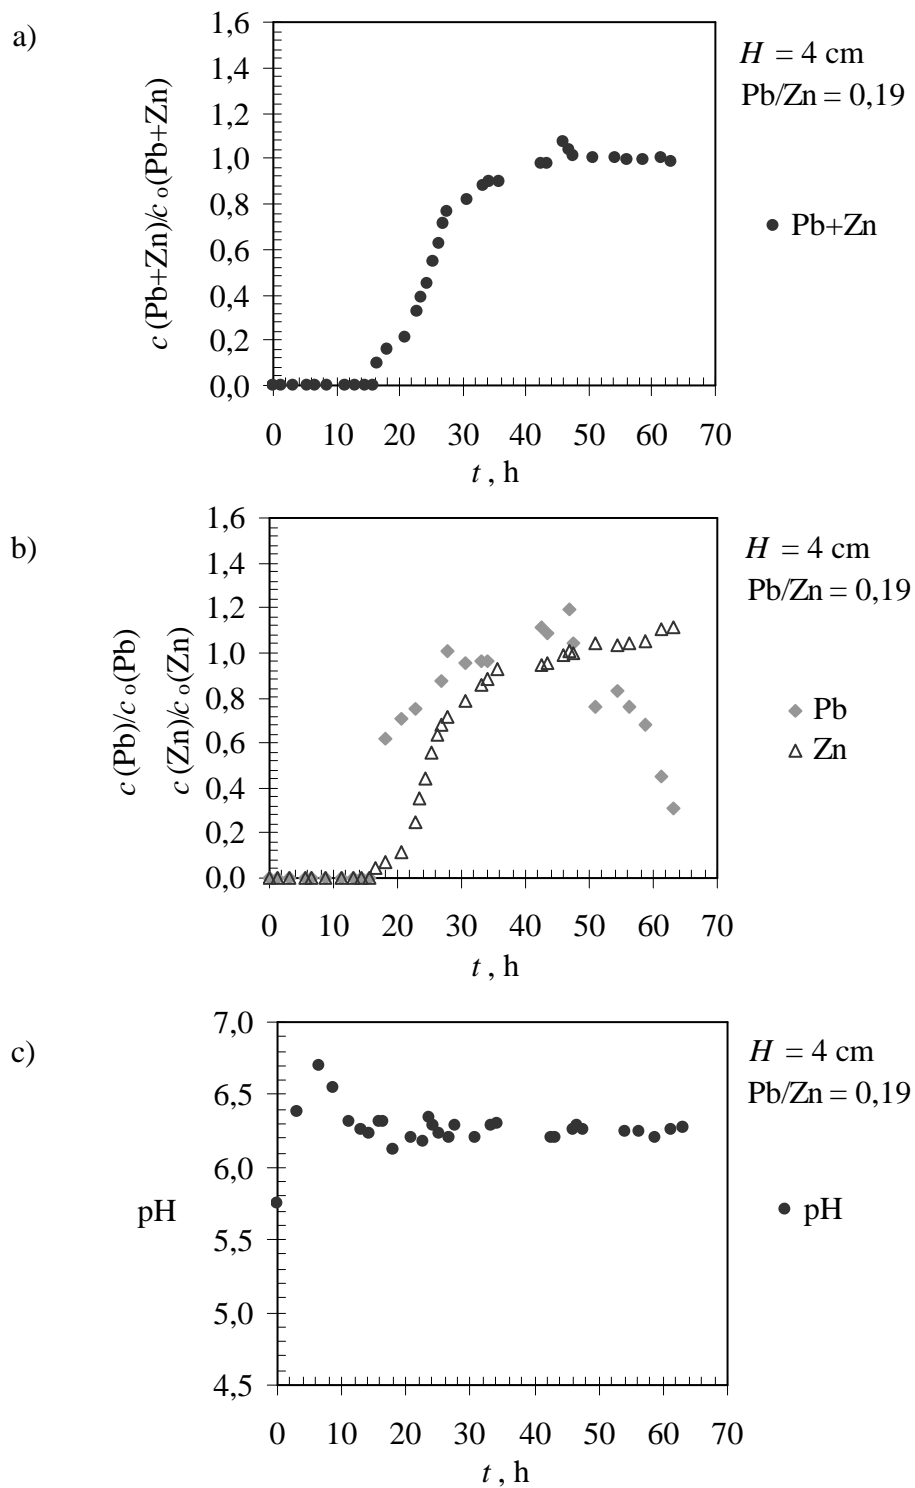 a)
1,6
1,4
1,2
1,0
0,8
0,6
0,4
0,2
0,0
c (Pb+Zn)/c o(Pb+Zn)
0 10 20 30 40 50 60 70
t , h
H = 4 cm
Pb/Zn = 0,19
Pb+Zn
b)
1,6
1,4
1,2
1,0
0,8
0,6
0,4
0,2
0,0
c (Pb)/c o(Pb)
c (Zn)/c o(Zn)
0 10 20 30 40 50 60 70
t , h
H = 4 cm
Pb/Zn = 0,19
Pb
Zn
c)
7,0
6,5
6,0
5,5
5,0
4,5
pH
0 10 20 30 40 50 60 70
t , h
H = 4 cm
Pb/Zn = 0,19
pH